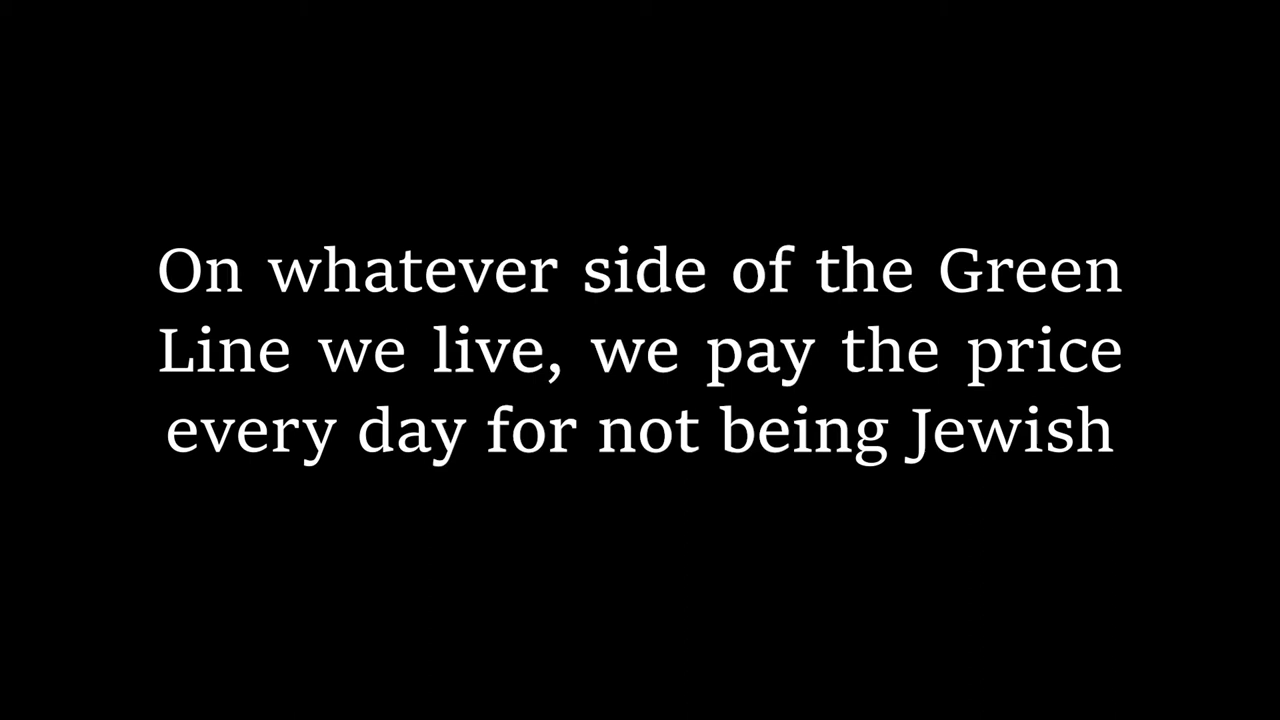 On whatever side of the Green
Line we live, we pay the price
every day for not being Jewish